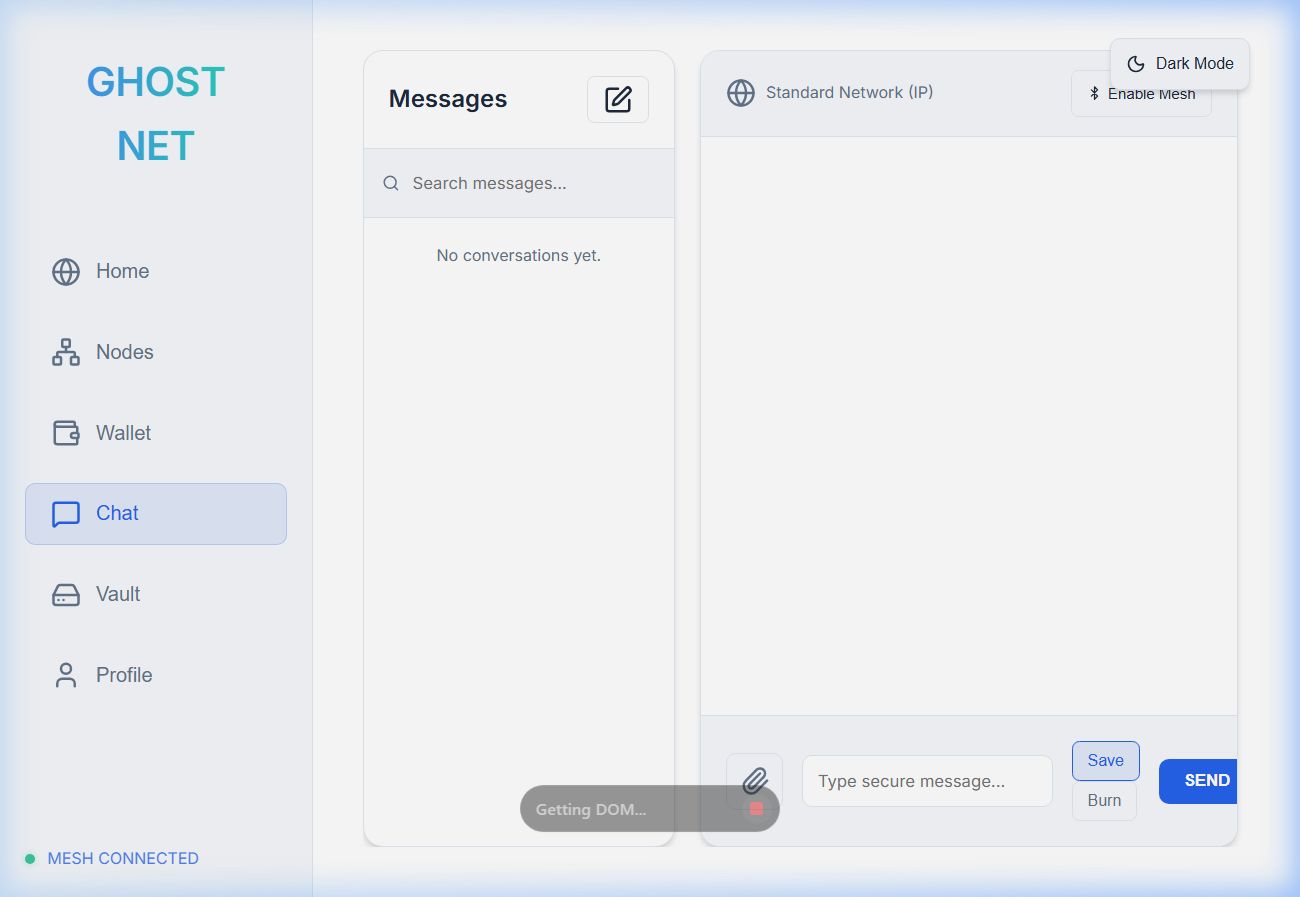 GHOST
NET
Home
Nodes
Wallet
Chat
Vault
Profile
MESH CONNECTED
Messages
Search messages...
No conversations yet.
Standard Network (IP)
Dark Mode
Enable Mesh
Type secure message...
Save
Burn
SEND
Getting DOM...